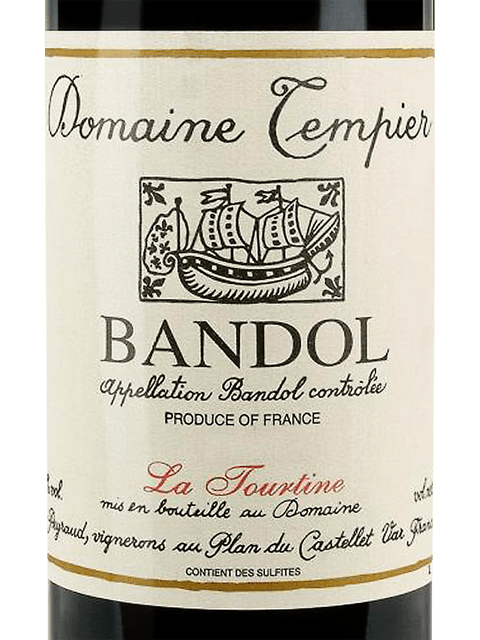 Domaine Tempier
BANDOL
Appellation Bandol contrôlée
PRODUCE OF FRANCE
La Tourtine
mis en bouteille au Domaine
Peyraud, vignerons au Plan du Castellet Var
CONTIENT DES SULFITES